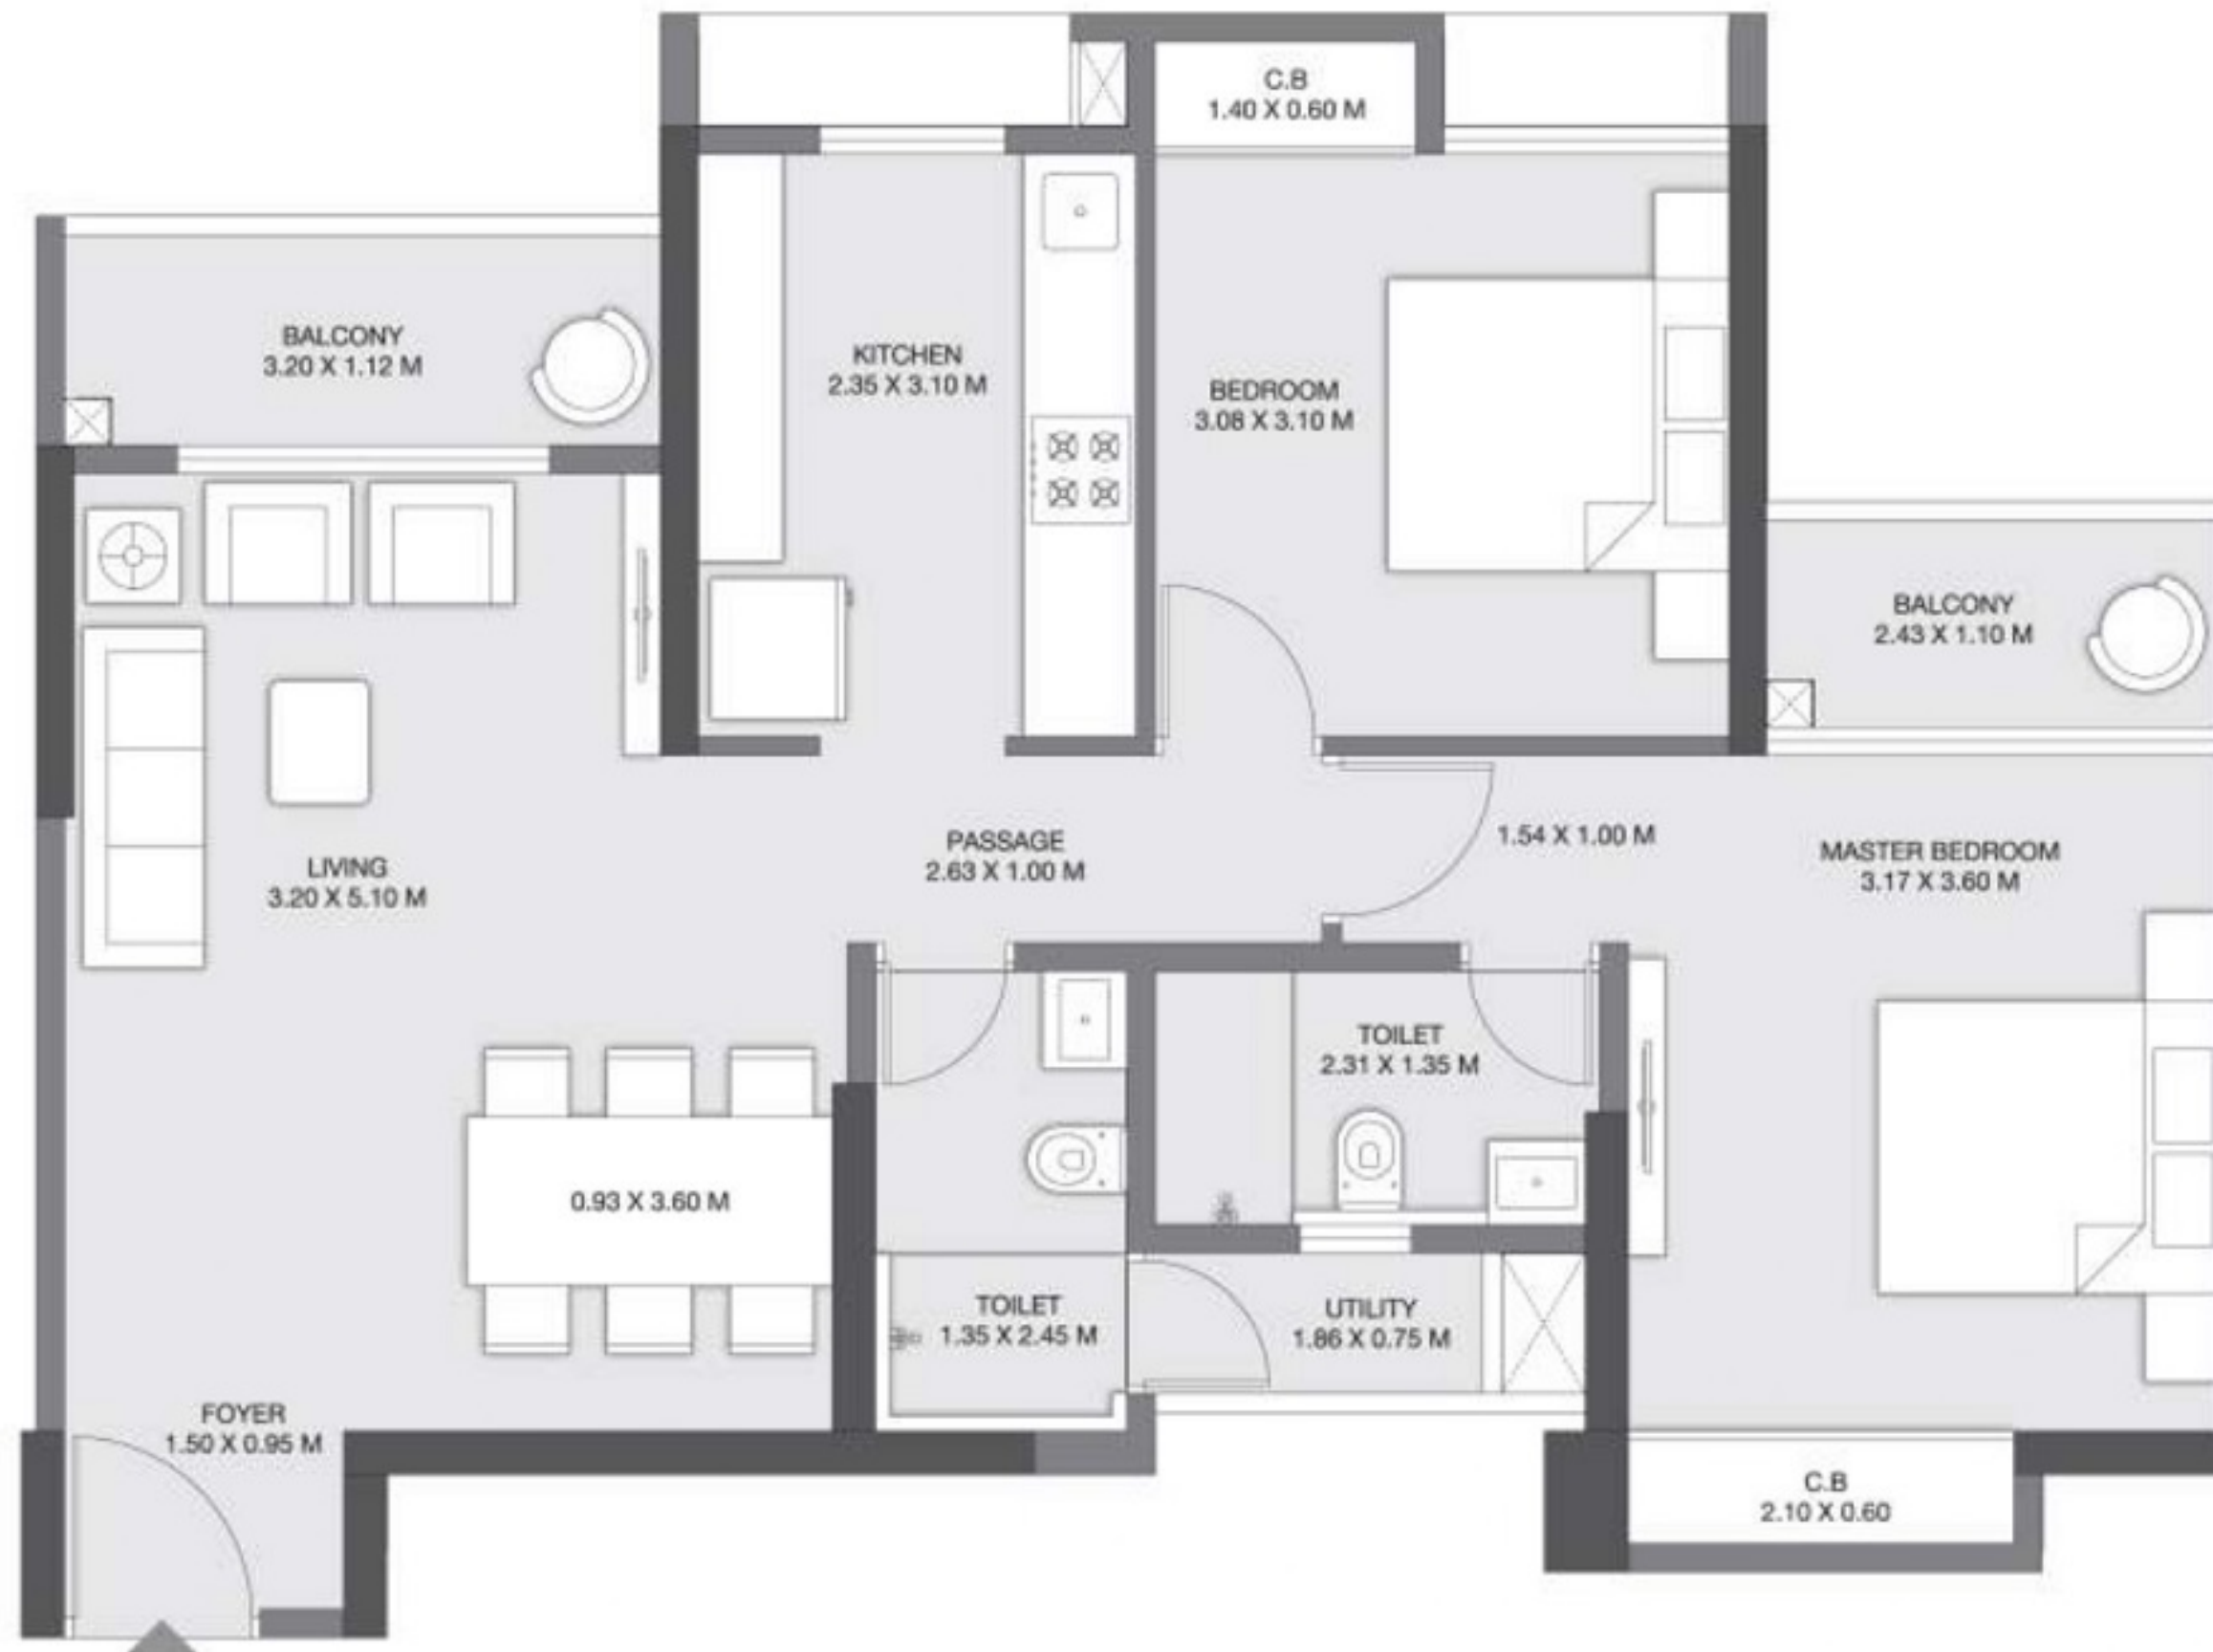 C.B
1.40 X 0.60 M
BALCONY
3.20 X 1.12 M
KITCHEN
2.35 X 3.10 M
BEDROOM
3.08 X 3.10 M
BALCONY
2.43 X 1.10 M
LIVING
3.20 X 5.10 M
PASSAGE
2.63 X 1.00 M
1.54 X 1.00 M
MASTER BEDROOM
3.17 X 3.60 M
TOILET
2.31 X 1.35 M
0.93 X 3.60 M
TOILET
1.35 X 2.45 M
UTILITY
1.86 X 0.75 M
FOYER
1.50 X 0.95 M
C.B
2.10 X 0.60